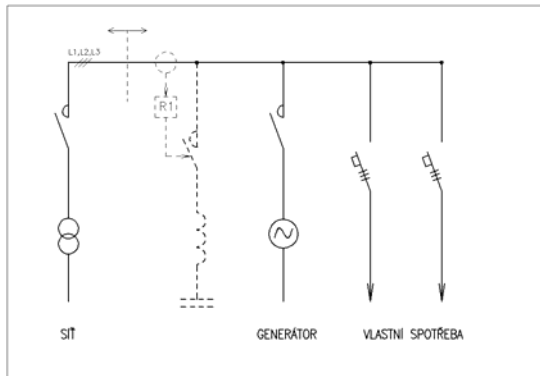 L1,L2,L3
R1
SÍŤ GENERÁTOR VLASTNÍ SPOTŘEBA